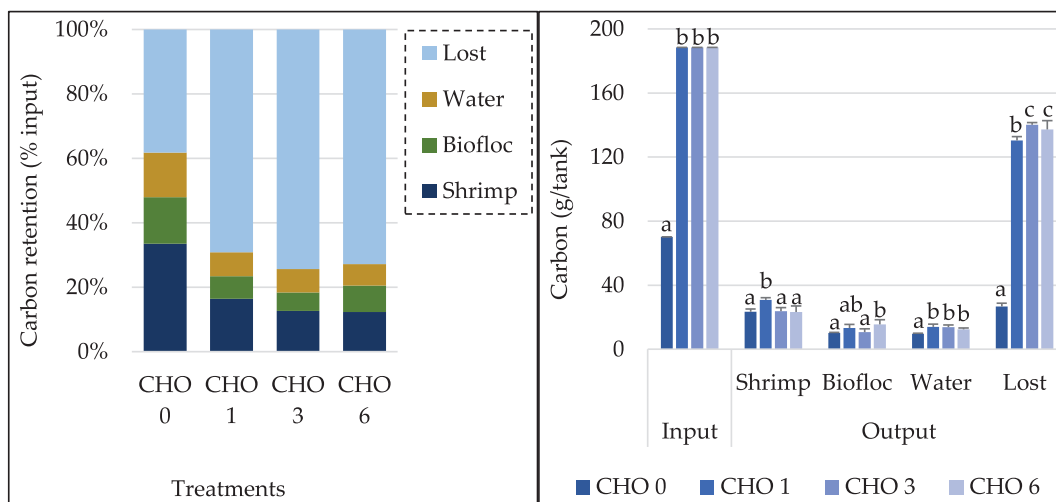 Carbon retention (% input)
100%
80%
60%
40%
20%
0%
Lost
Water
Biofloc
Shrimp
CHO CHO CHO CHO
0 1 3 6
Treatments
Carbon (g/tank)
200
160
120
80
40
0
a b b b
a b a a
a ab a b
a b b b
a b c c
Shrimp Biofloc Water Lost
Input Output
CHO 0 CHO 1 CHO 3 CHO 6